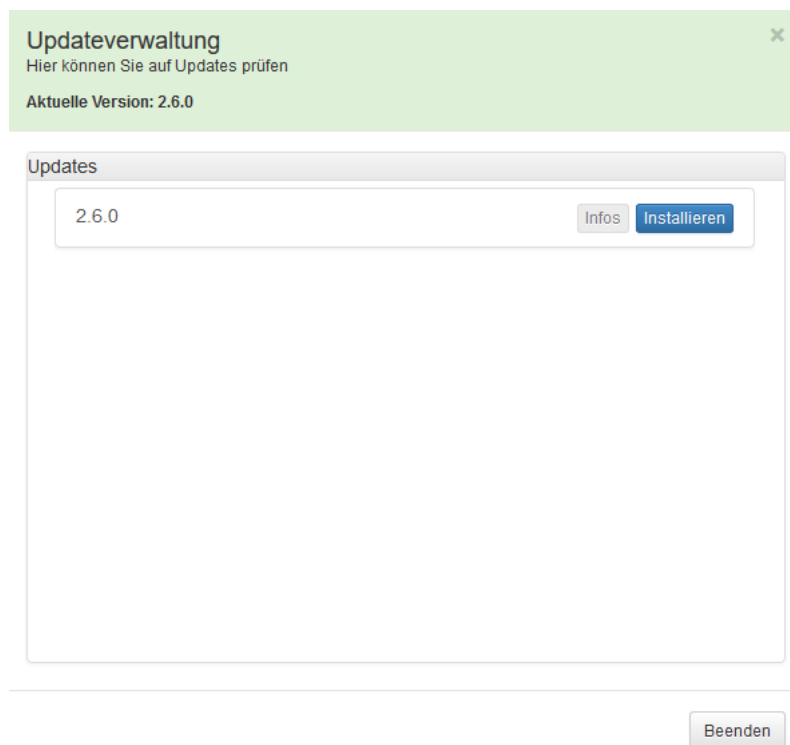 Updateverwaltung
Hier können Sie auf Updates prüfen
Aktuelle Version: 2.6.0
Updates
2.6.0 Infos Installieren
Beenden